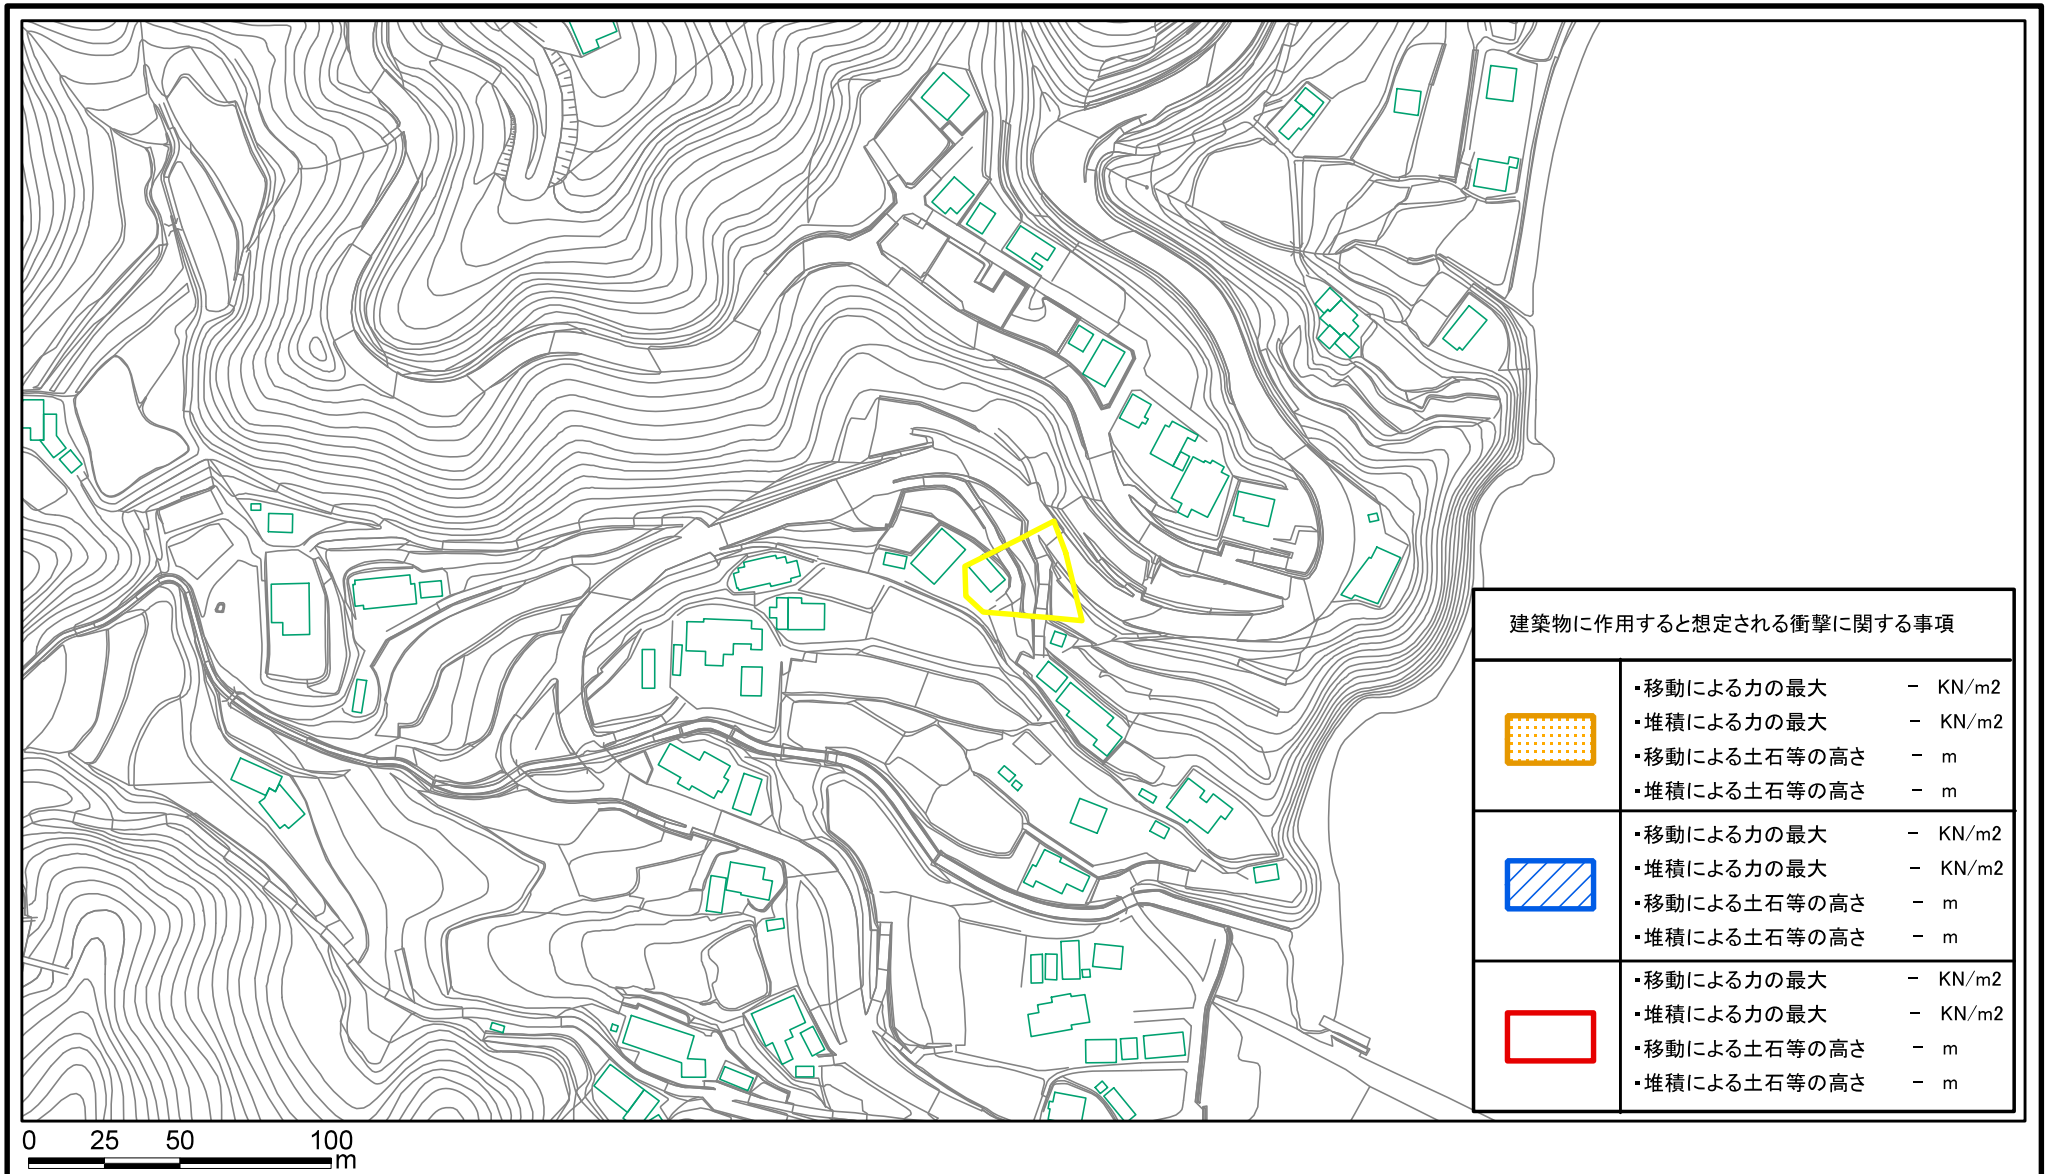 建築物に作用すると想定される衝撃に関する事項
・移動による力の最大 － KN/m2
・堆積による力の最大 － KN/m2
・移動による土石等の高さ － m
・堆積による土石等の高さ － m
・移動による力の最大 － KN/m2
・堆積による力の最大 － KN/m2
・移動による土石等の高さ － m
・堆積による土石等の高さ － m
・移動による力の最大 － KN/m2
・堆積による力の最大 － KN/m2
・移動による土石等の高さ － m
・堆積による土石等の高さ － m
0 25 50 100
m